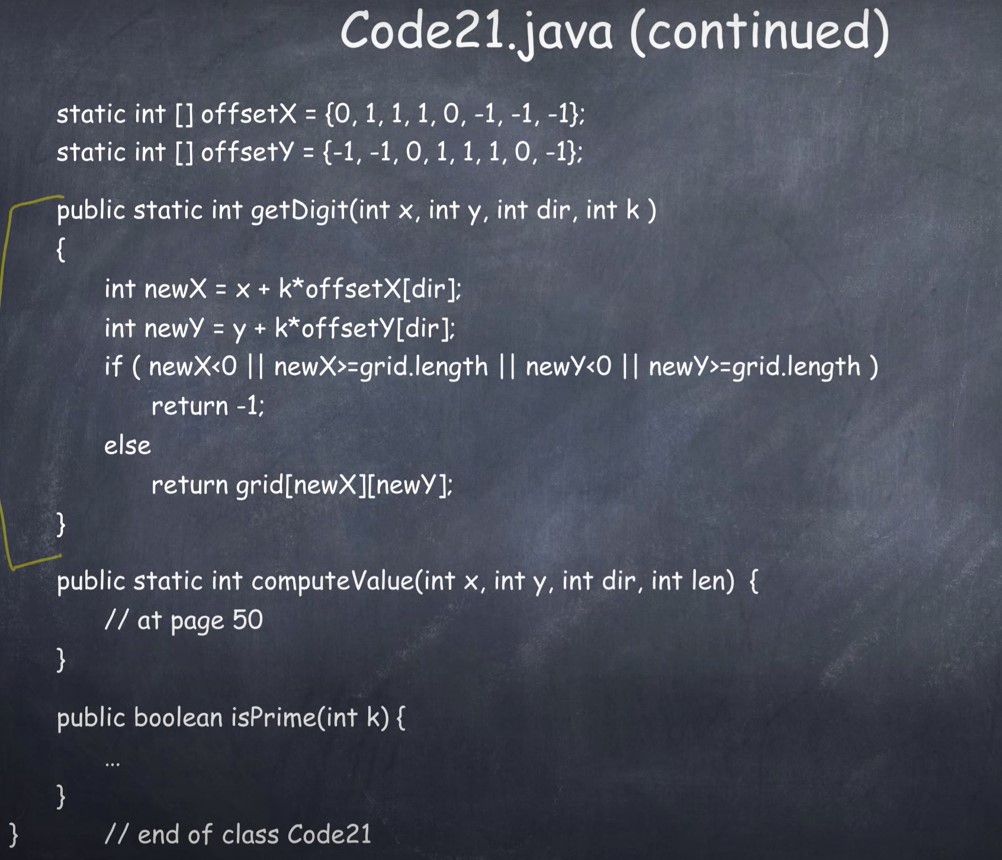 Code21.java (continued)
static int [] offsetX = {0, 1, 1, 1, 0, -1, -1, -1};
static int [] offsetY = {-1, -1, 0, 1, 1, 1, 0, -1};
public static int getDigit(int x, int y, int dir, int k )
{
int newX = x + k*offsetX[dir];
int newY = y + k*offsetY[dir];
if ( newX<0 || newX>=grid.length || newY<0 || newY>=grid.length )
return -1;
else
return grid[newX][newY];
}
public static int computeValue(int x, int y, int dir, int len) {
// at page 50
}
public boolean isPrime(int k) {
...
}
} // end of class Code21